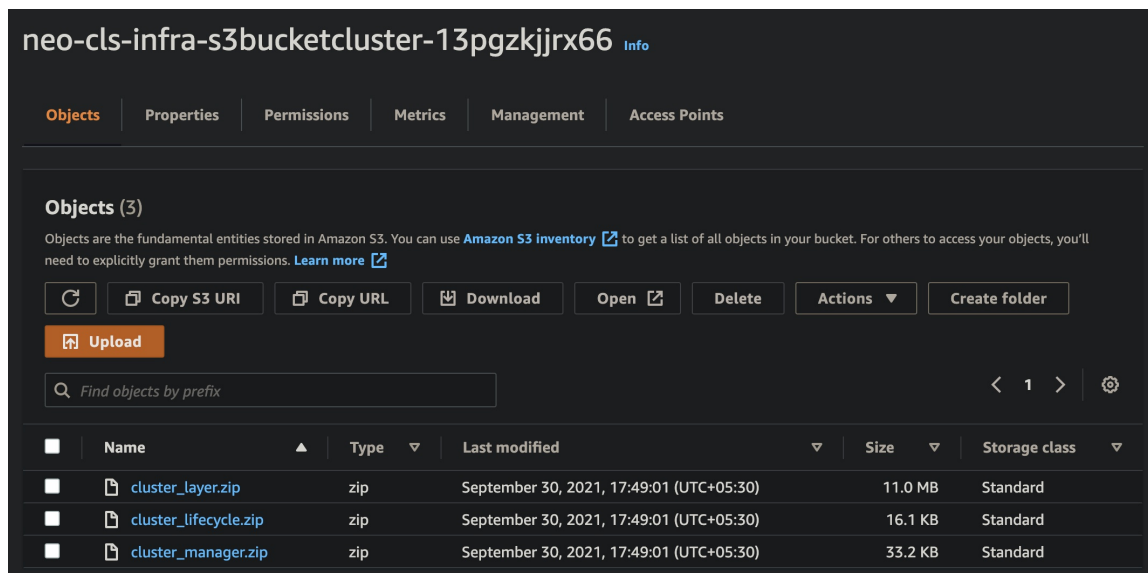 neo-cls-infra-s3bucketcluster-13pgzkjjrx66 Info
Objects Properties Permissions Metrics Management Access Points
Objects (3)
Objects are the fundamental entities stored in Amazon S3. You can use Amazon S3 inventory to get a list of all objects in your bucket. For others to access your objects, you'll
need to explicitly grant them permissions. Learn more
Copy S3 URI Copy URL Download Open Delete Actions Create folder
Upload
Find objects by prefix
1
Name Type Last modified Size Storage class
cluster_layer.zip zip September 30, 2021, 17:49:01 (UTC+05:30) 11.0 MB Standard
cluster_lifecycle.zip zip September 30, 2021, 17:49:01 (UTC+05:30) 16.1 KB Standard
cluster_manager.zip zip September 30, 2021, 17:49:01 (UTC+05:30) 33.2 KB Standard